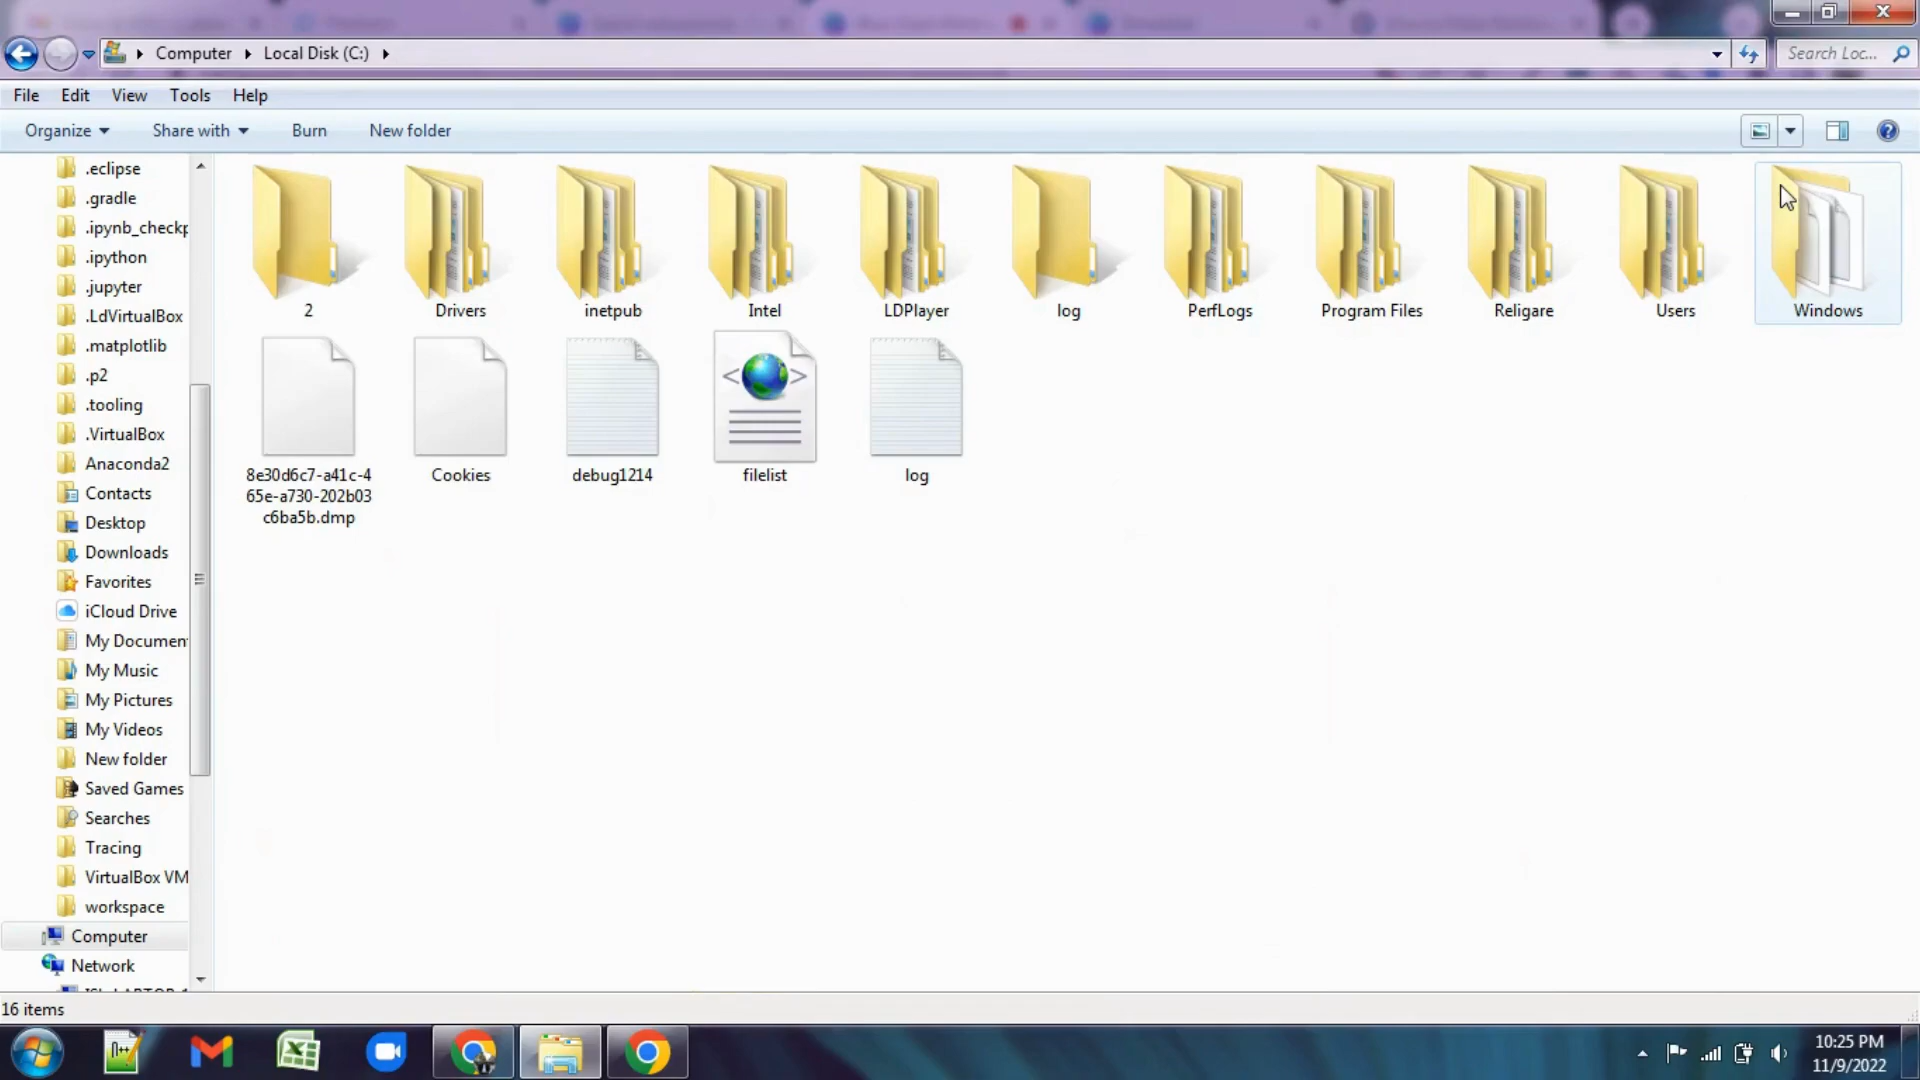 Computer
Local Disk (C:)
Search Loc...
File Edit View Tools Help
Organize Share with Burn New folder
.eclipse
.gradle
.ipynb_checkp
.ipython
.jupyter
.LdVirtualBox
.matplotlib
.p2
.tooling
.VirtualBox
Anaconda2
Contacts
Desktop
Downloads
Favorites
iCloud Drive
My Documen
My Music
My Pictures
My Videos
New folder
Saved Games
Searches
Tracing
VirtualBox VM
workspace
Computer
Network
2
Drivers
inetpub
Intel
LDPlayer
log
PerfLogs
Program Files
Religare
Users
Windows
8e30d6c7-a41c-4
65e-a730-202b03
c6ba5b.dmp
Cookies
debug1214
filelist
log
16 items
10:25 PM
11/9/2022